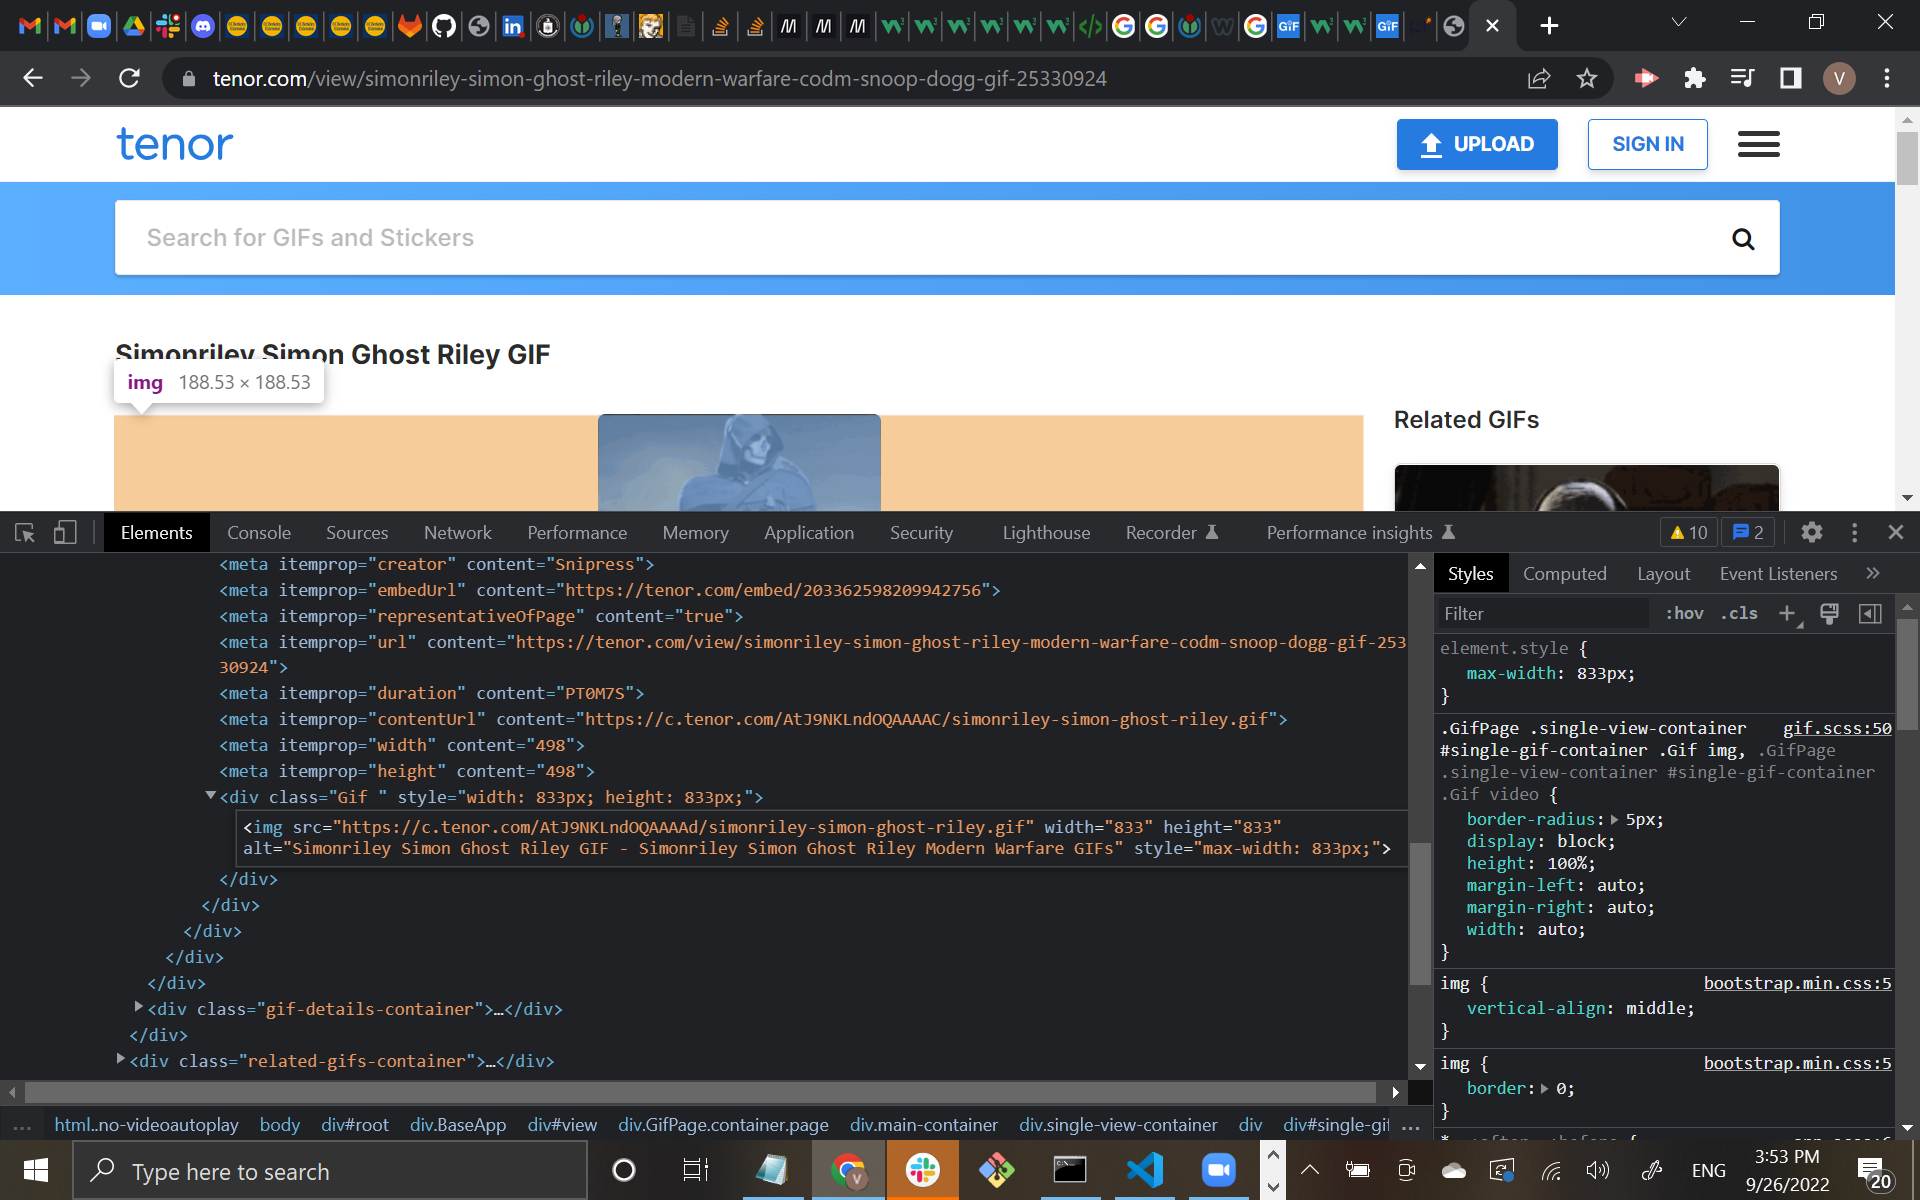 tenor.com/view/simonriley-simon-ghost-riley-modern-warfare-codm-snoop-dogg-gif-25330924
V
tenor
UPLOAD
SIGN IN
Search for GIFs and Stickers
Simonriley Simon Ghost Riley GIF
img 188.53 × 188.53
Related GIFs
Elements Console Sources Network Performance Memory Application Security Lighthouse Recorder Performance insights 10 2
<meta itemprop="creator" content="Snipress">
<meta itemprop="embedUrl" content="https://tenor.com/embed/203362598209942756">
<meta itemprop="representativeOfPage" content="true">
<meta itemprop="url" content="https://tenor.com/view/simonriley-simon-ghost-riley-modern-warfare-codm-snoop-dogg-gif-253
30924">
<meta itemprop="duration" content="PT0M7S">
<meta itemprop="contentUrl" content="https://c.tenor.com/AtJ9NKLndOQAAAAC/simonriley-simon-ghost-riley.gif">
<meta itemprop="width" content="498">
<meta itemprop="height" content="498">
<div class="Gif " style="width: 833px; height: 833px;">
<img src="https://c.tenor.com/AtJ9NKLndOQAAAAd/simonriley-simon-ghost-riley.gif" width="833" height="833"
alt="Simonriley Simon Ghost Riley GIF - Simonriley Simon Ghost Riley Modern Warfare GIFs" style="max-width: 833px;">
</div>
</div>
</div>
</div>
</div>
<div class="gif-details-container">…</div>
</div>
<div class="related-gifs-container">…</div>
... html..no-videoautoplay body div#root div.BaseApp div#view div.GifPage.container.page div.main-container div.single-view-container div div#single-gif ...
Styles Computed Layout Event Listeners »
Filter :hov .cls +
element.style {
max-width: 833px;
}
.GifPage .single-view-container gif.scss:50
#single-gif-container .Gif img, .GifPage
.single-view-container #single-gif-container
.Gif video {
border-radius: 5px;
display: block;
height: 100%;
margin-left: auto;
margin-right: auto;
width: auto;
}
img { bootstrap.min.css:5
vertical-align: middle;
}
img { bootstrap.min.css:5
border: 0;
}
Type here to search
ENG
3:53 PM
9/26/2022
20